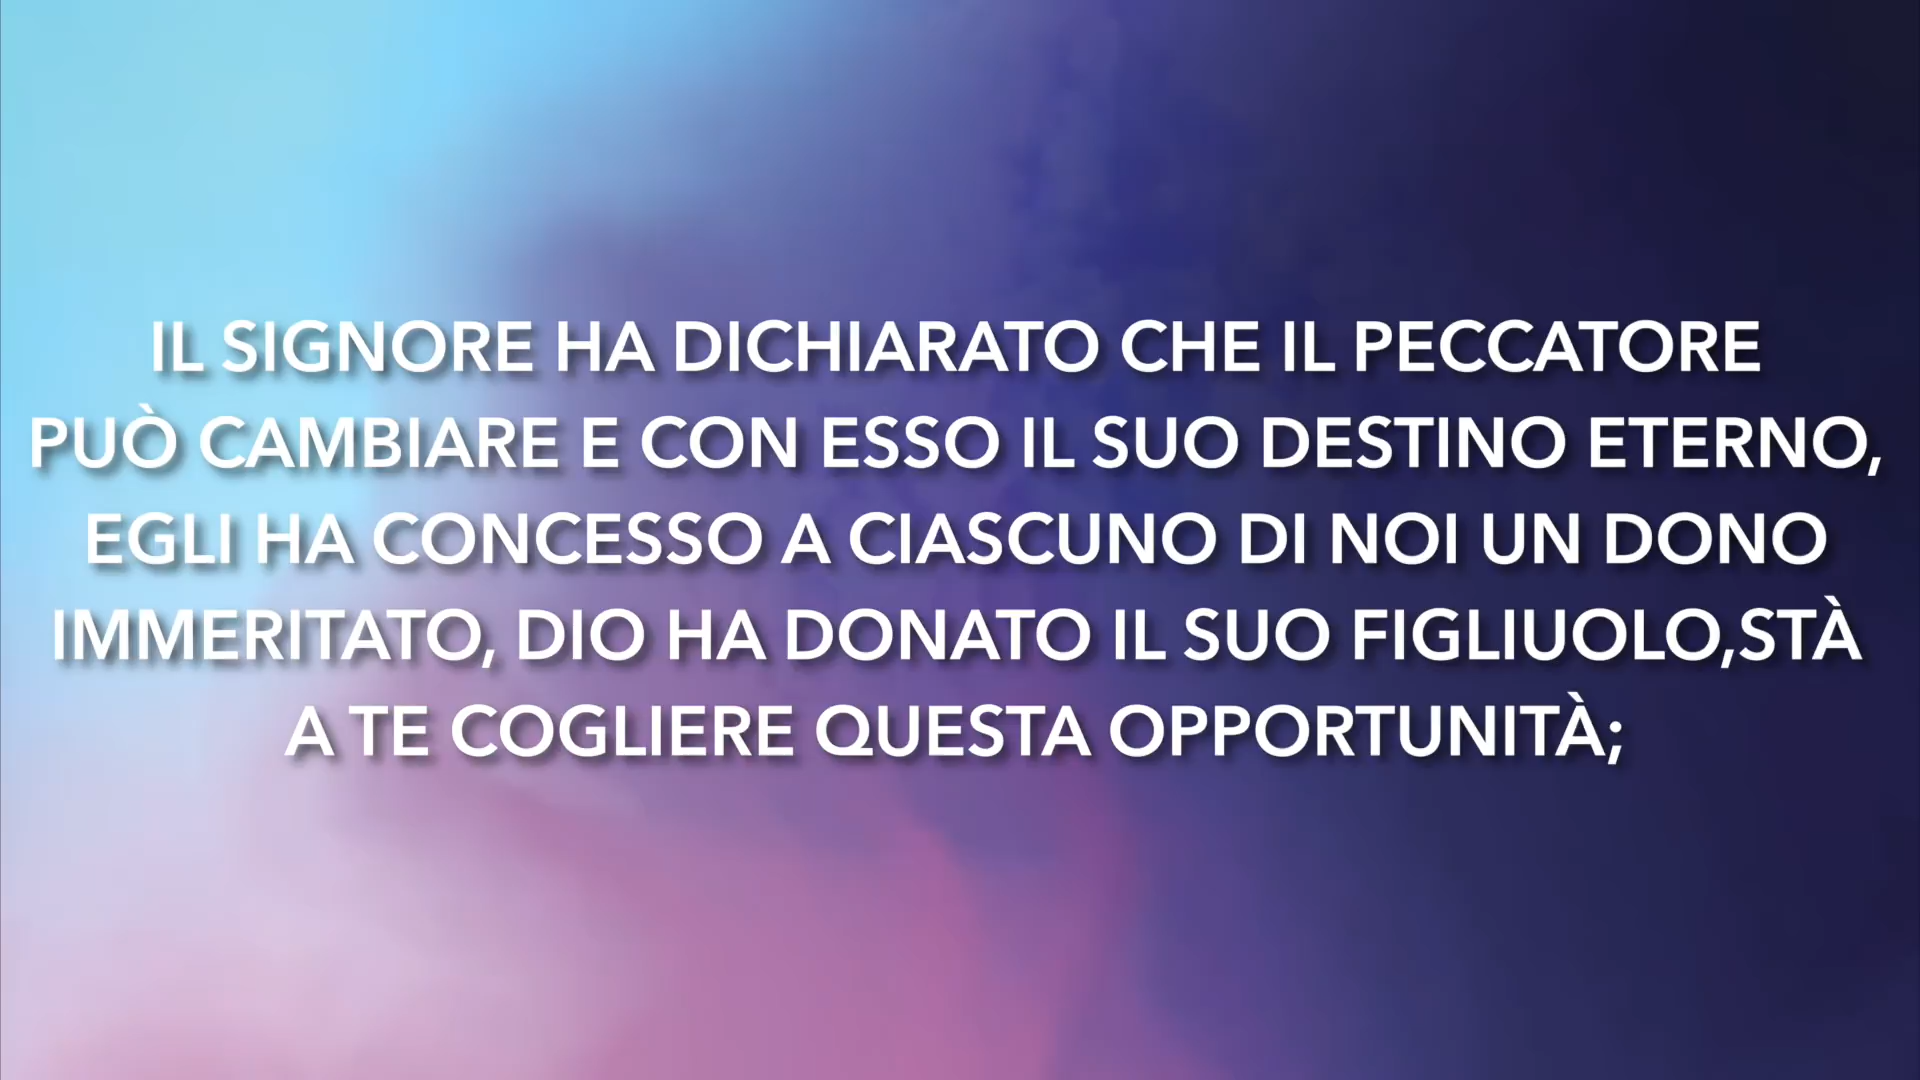 IL SIGNORE HA DICHIARATO CHE IL PECCATORE
PUÒ CAMBIARE E CON ESSO IL SUO DESTINO ETERNO,
EGLI HA CONCESSO A CIASCUNO DI NOI UN DONO
IMMERITATO, DIO HA DONATO IL SUO FIGLIUOLO,STÀ
A TE COGLIERE QUESTA OPPORTUNITÀ;